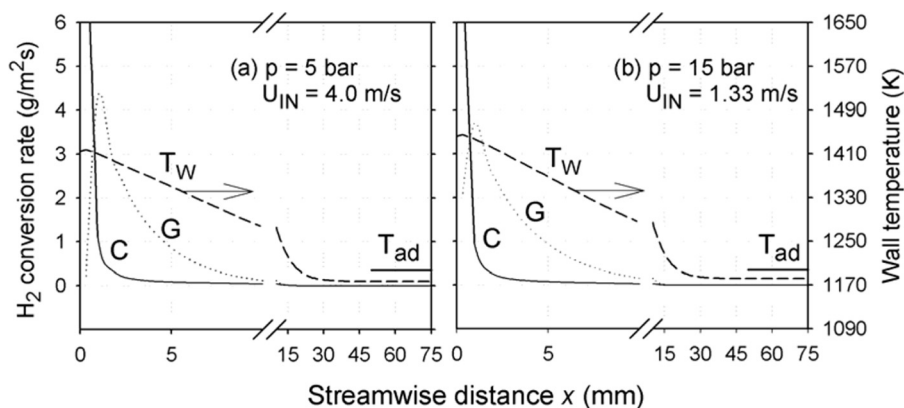 H2 conversion rate (g/m2s)
6
5
4
3
2
1
0
(a) p = 5 bar
UIN = 4.0 m/s
TW
C
G
Tad
0
5
15
30
45
60
75
(b) p = 15 bar
UIN = 1.33 m/s
TW
C
G
Tad
0
5
15
30
45
60
75
1650
1570
1490
1410
1330
1250
1170
1090
Wall temperature (K)
Streamwise distance x (mm)